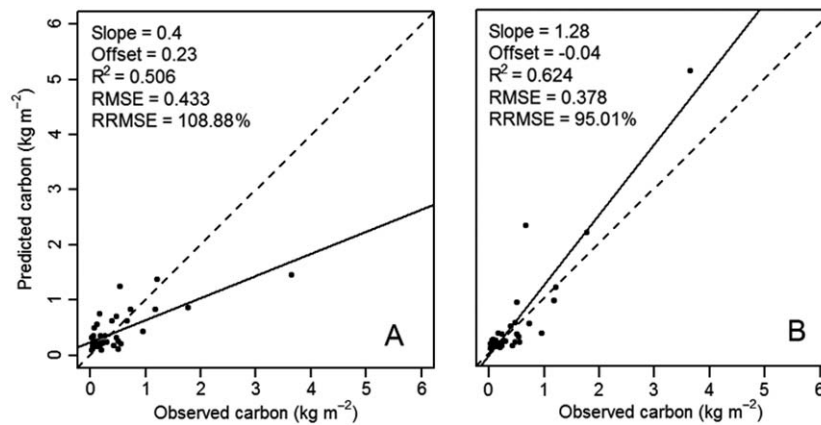 Slope = 0.4
Offset = 0.23
R² = 0.506
RMSE = 0.433
RRMSE = 108.88%
A
Predicted carbon (kg m⁻²)
0
1
2
3
4
5
6
0 1 2 3 4 5 6
Observed carbon (kg m⁻²)
Slope = 1.28
Offset = -0.04
R² = 0.624
RMSE = 0.378
RRMSE = 95.01%
B
0 1 2 3 4 5 6
Observed carbon (kg m⁻²)